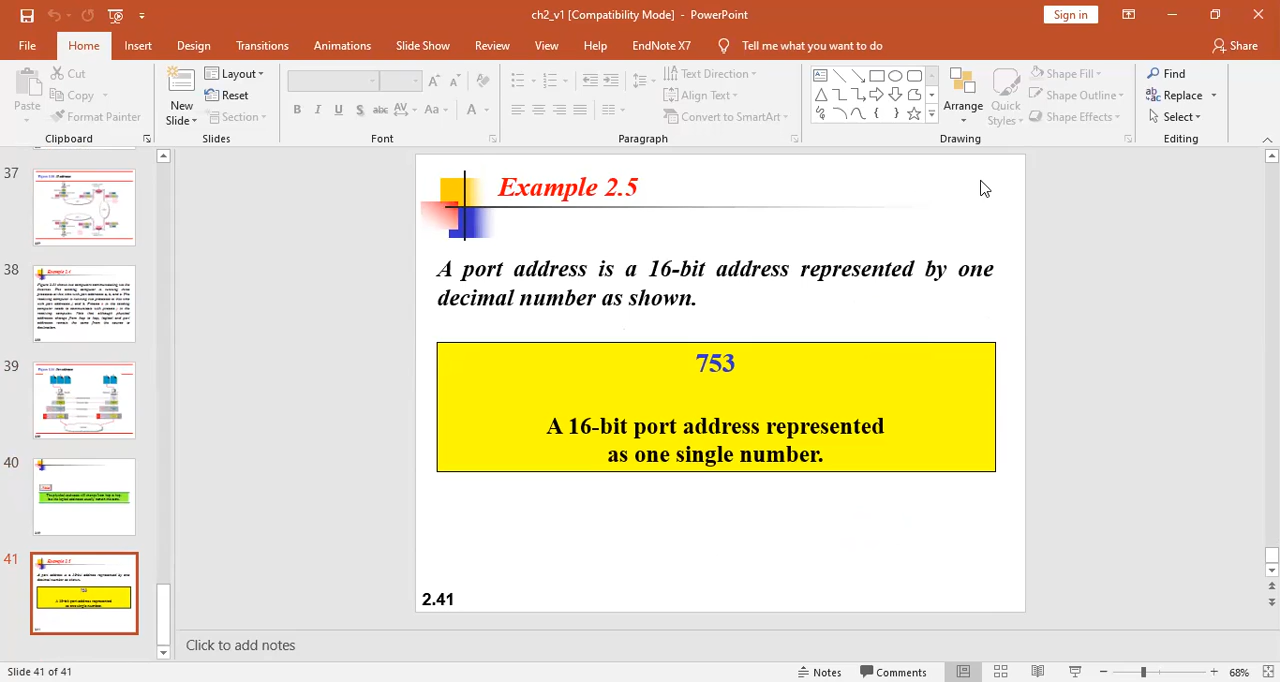 ch2_v1 [Compatibility Mode] - PowerPoint
Sign in
File Home Insert Design Transitions Animations Slide Show Review View Help EndNote X7 Tell me what you want to do Share
Paste
Cut
Copy
Format Painter
Clipboard
New Slide
Layout
Reset
Section
Slides
Font
Text Direction
Align Text
Convert to SmartArt
Paragraph
Arrange
Quick Styles
Shape Fill
Shape Outline
Shape Effects
Drawing
Find
Replace
Select
Editing
37
38
39
40
41
Example 2.5
A port address is a 16-bit address represented by one
decimal number as shown.
753
A 16-bit port address represented
as one single number.
2.41
Click to add notes
Slide 41 of 41
Notes Comments 68%